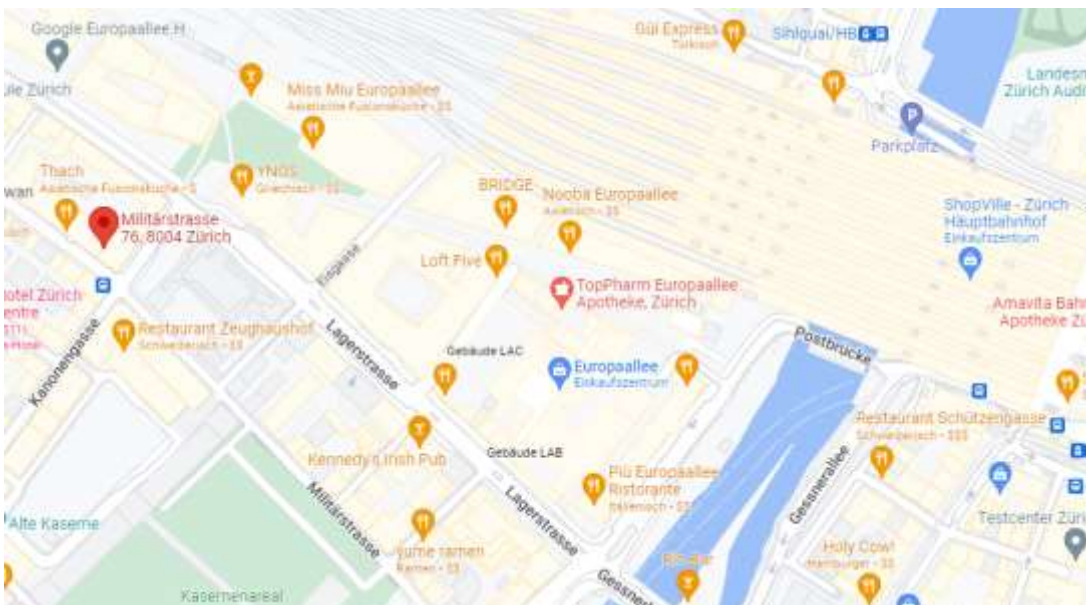 Google Europaallee H
ule Zürich
Miss Miu Europaallee
Asiatische Fusionsküche • $$
Gül Express
Türkisch
Sihlquai/HB
Landesm
Zürich Audi
Parkplatz
Thach
Asiatische Fusionsküche • $
wan
YNGS
Griechisch • $$
BRIDGE
Nooba Europaallee
Asiatisch • $$
ShopVille - Zürich
Hauptbahnhof
Einkaufszentrum
Militärstrasse
76, 8004 Zürich
Eisgasse
Loft Five
TopPharm Europaallee
Apotheke, Zürich
Amavita Bah
Apotheke Zü
otel Zürich
entre
Kanonengasse
Restaurant Zeughaushof
Schweizerisch • $$
Lagerstrasse
Gebäude LAC
Europaallee
Einkaufszentrum
Postbrücke
Restaurant Schützengasse
Schweizerisch • $$$
Kennedy's Irish Pub
Gebäude LAB
Più Europaallee
Ristorante
Italienisch • $$
Gessnerallee
Militärstrasse
Lagerstrasse
Alte Kaserne
Yume ramen
Ramen • $$
Testcenter Züri
Holy Cow!
Hamburger • $$
Kasernenareal